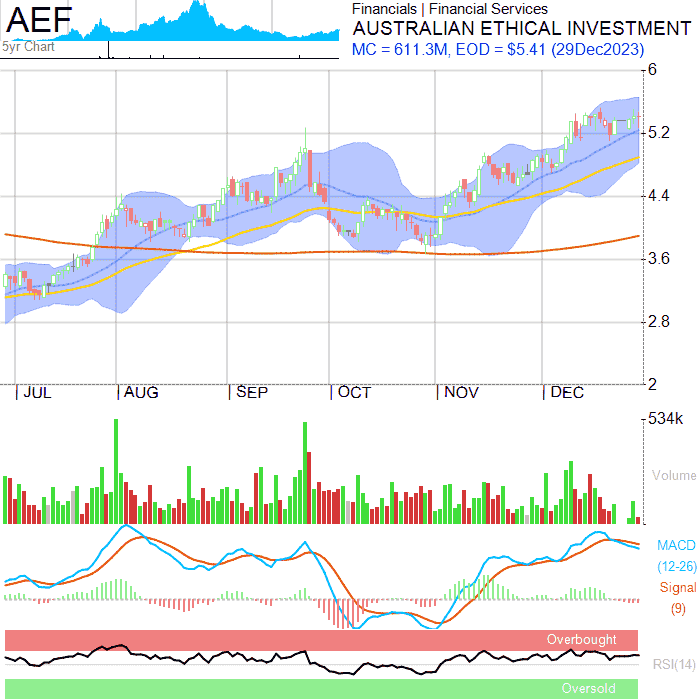 AEF
5yr Chart
Financials | Financial Services
AUSTRALIAN ETHICAL INVESTMENT
MC = 611.3M, EOD = $5.41 (29Dec2023)
6
5.2
4.4
3.6
2.8
2
JUL AUG SEP OCT NOV DEC
534k
Volume
MACD
(12-26)
Signal
(9)
Overbought
RSI(14)
Oversold